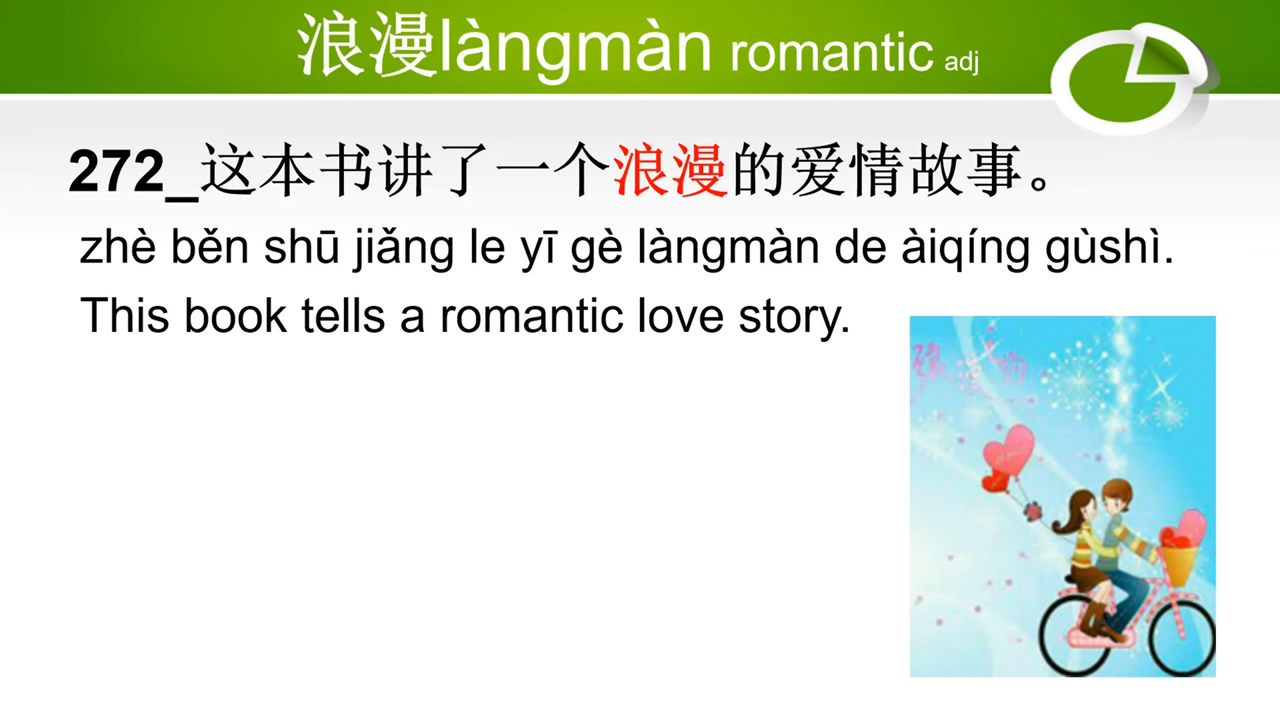 浪漫làngmàn romantic adj
272_这本书讲了一个浪漫的爱情故事。
zhè běn shū jiǎng le yī gè làngmàn de àiqíng gùshì.
This book tells a romantic love story.